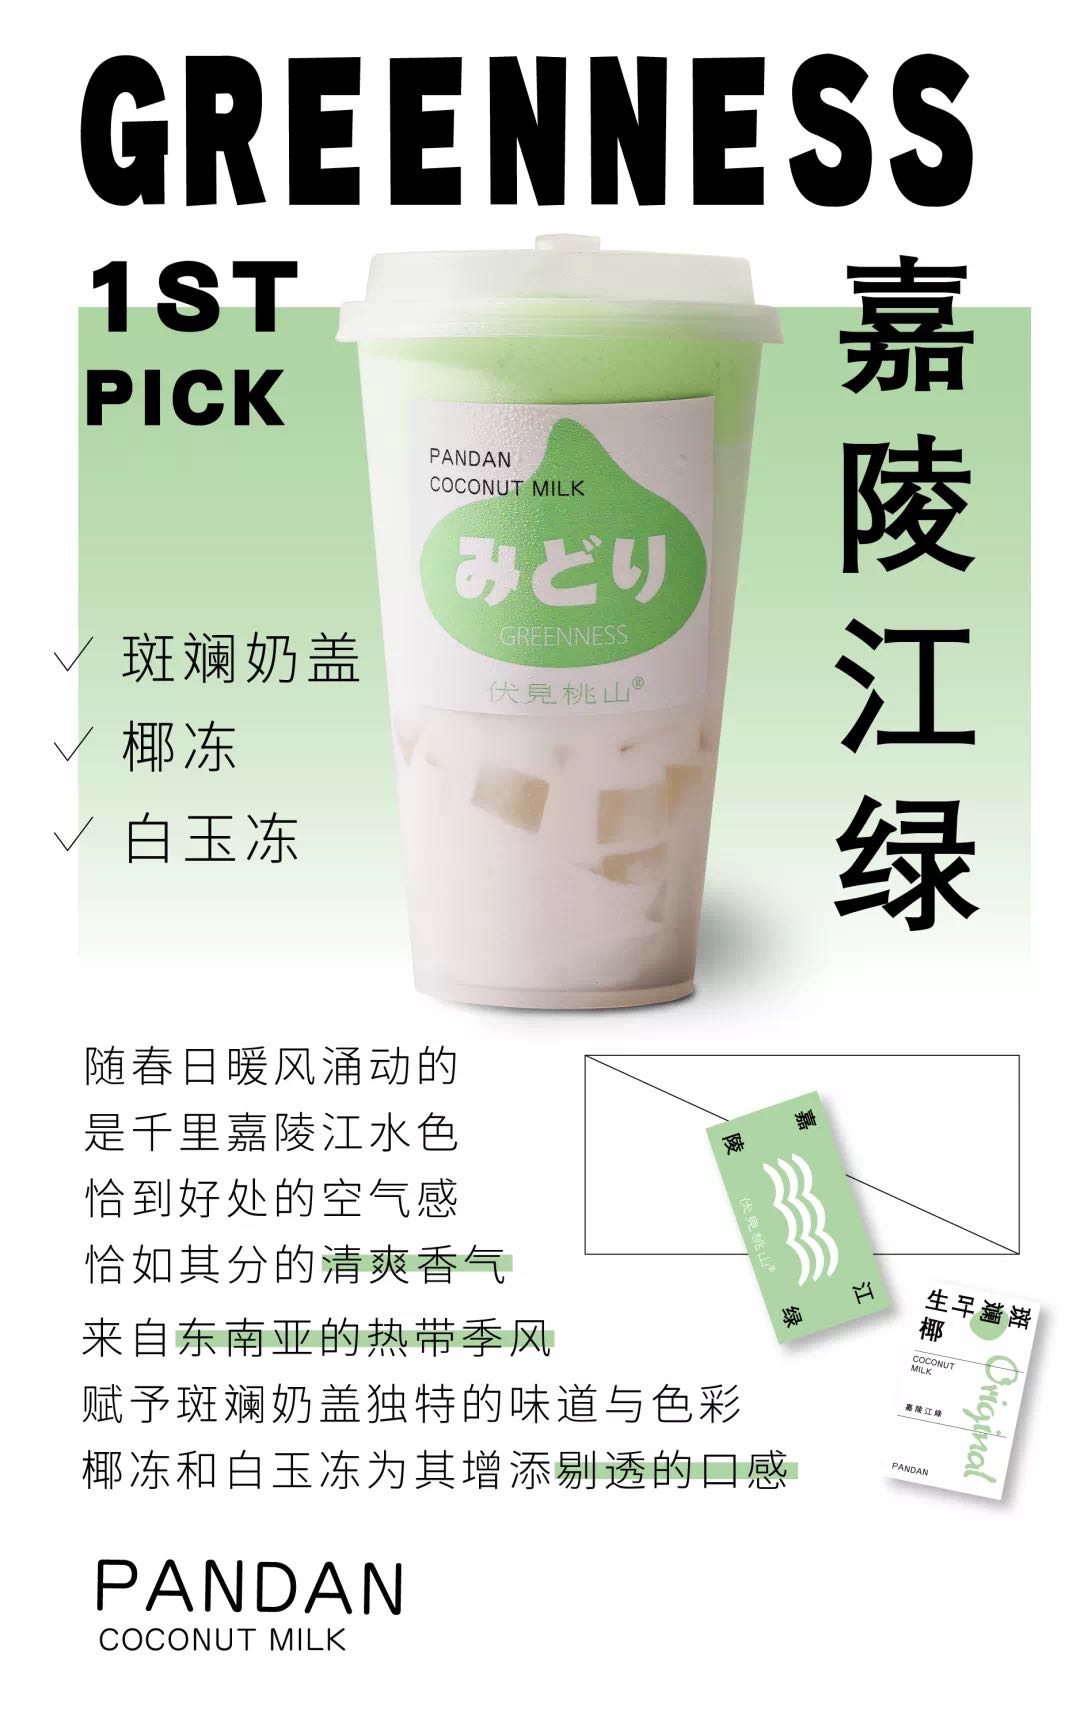 GREENNESS
1ST
PICK
嘉陵江绿
PANDAN
COCONUT MILK
みどり
GREENNESS
伏見桃山®
斑斓奶盖
椰冻
白玉冻
随春日暖风涌动的
是千里嘉陵江水色
恰到好处的空气感
恰如其分的清爽香气
来自东南亚的热带季风
赋予斑斓奶盖独特的味道与色彩
椰冻和白玉冻为其增添剔透的口感
嘉
陵
江
绿
伏見桃山®
斑斓
生叶
椰
COCONUT
MILK
Original
嘉陵江绿
PANDAN
PANDAN
COCONUT MILK